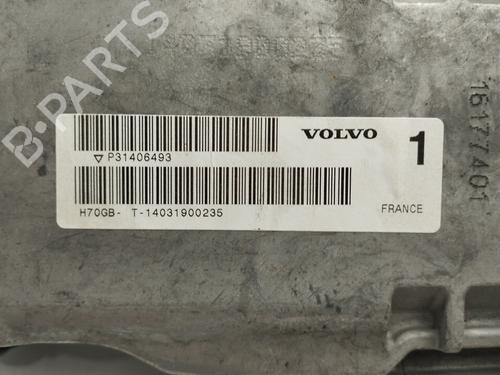 VOLVO 1
▽ P31406493
H70GB- T-14031900235
FRANCE
16177401
B-PARTS